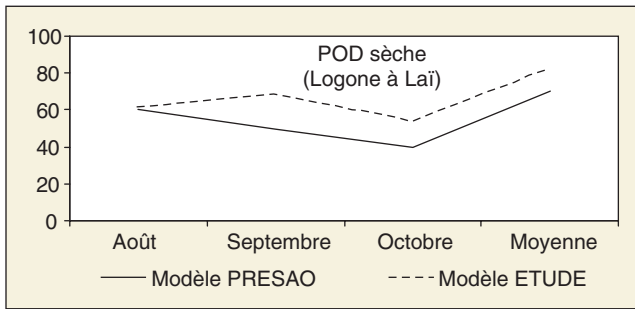 100
80
60
40
20
0
POD sèche
(Logone à Laï)
Août Septembre Octobre Moyenne
Modèle PRESAO Modèle ETUDE